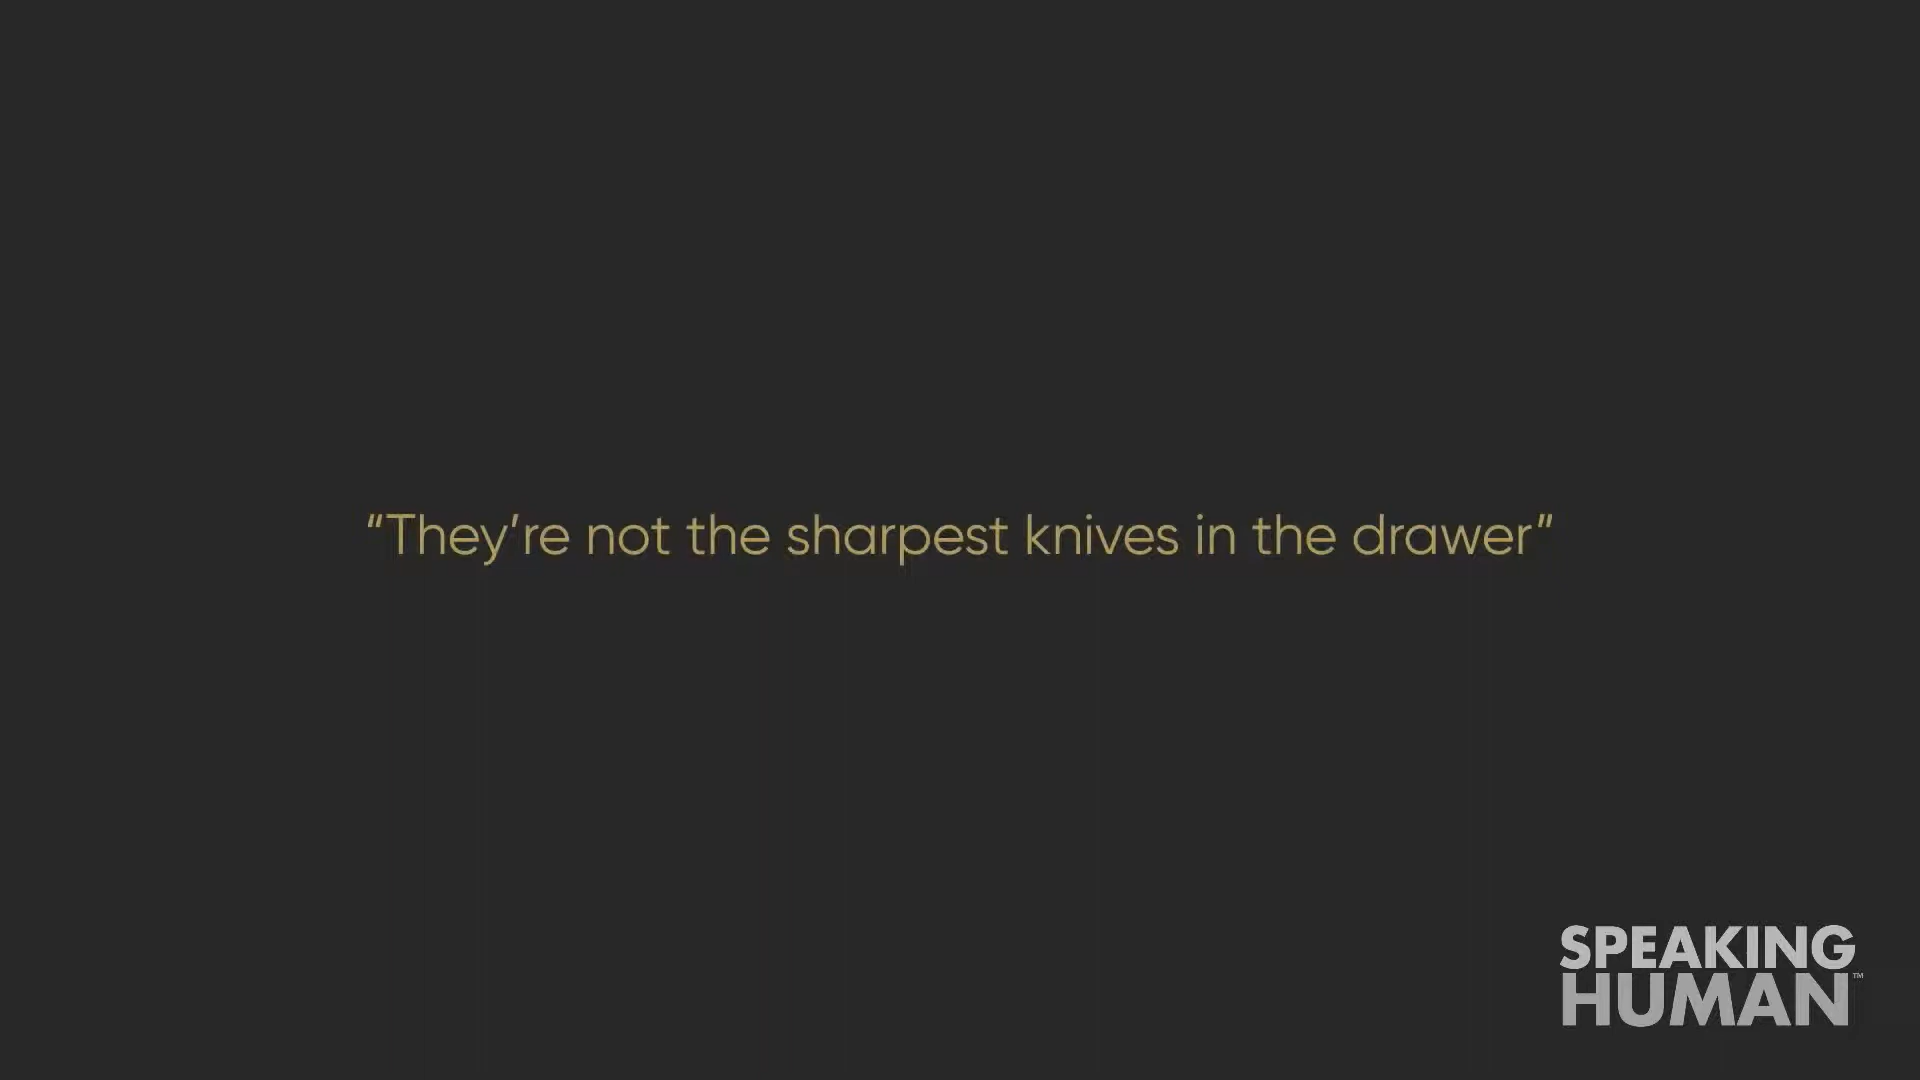 “They’re not the sharpest knives in the drawer”
SPEAKING
HUMAN™